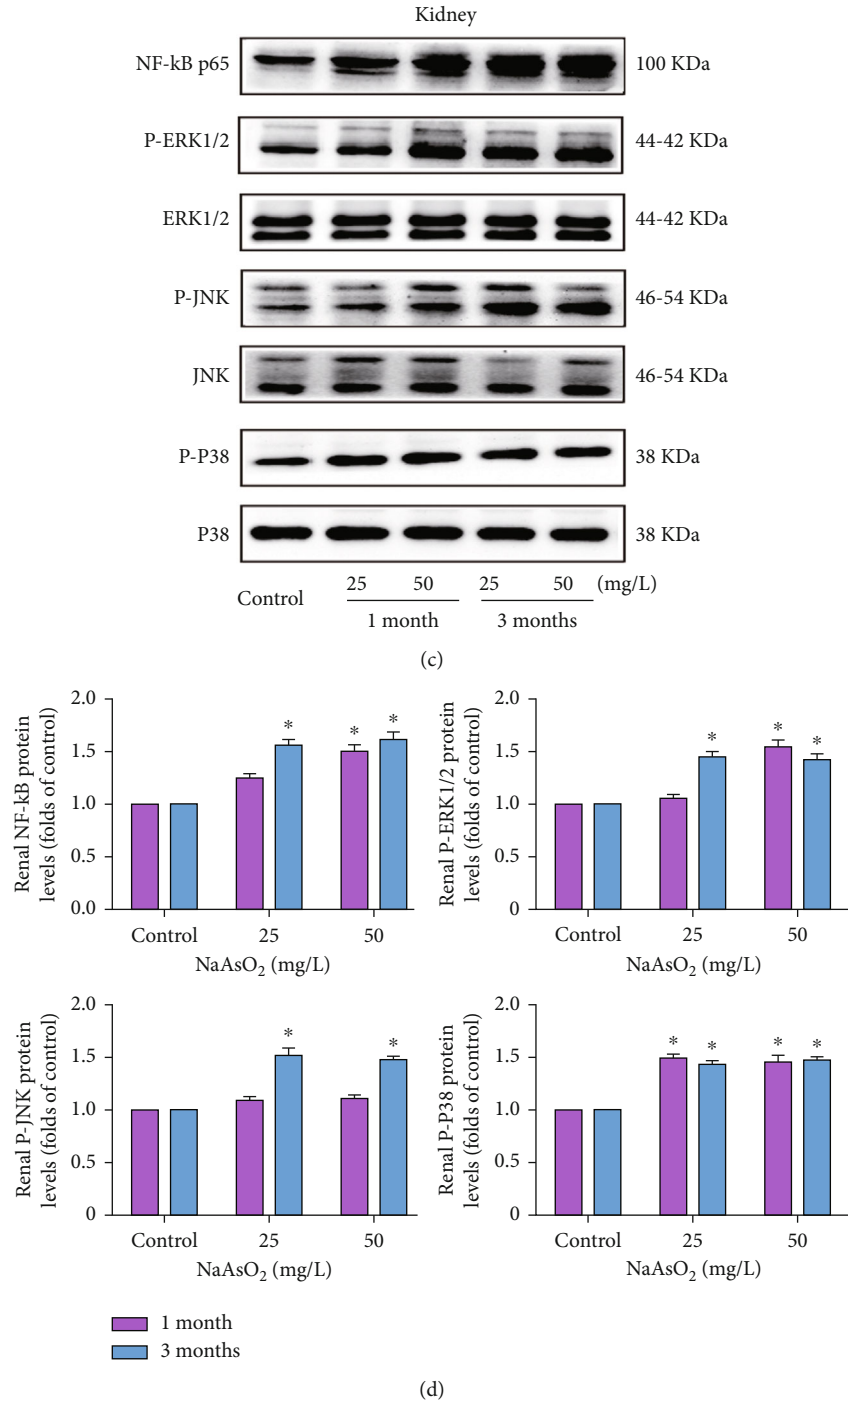 Kidney
NF-kB p65 100 KDa
P-ERK1/2 44-42 KDa
ERK1/2 44-42 KDa
P-JNK 46-54 KDa
JNK 46-54 KDa
P-P38 38 KDa
P38 38 KDa
Control 25 50 25 50 (mg/L)
1 month 3 months
(c)
Renal NF-kB protein
levels (folds of control)
2.0
1.5
1.0
0.5
0.0
* * *
Control 25 50
NaAsO₂ (mg/L)
Renal P-ERK1/2 protein
levels (folds of control)
2.0
1.5
1.0
0.5
0
* * *
Control 25 50
NaAsO₂ (mg/L)
Renal P-JNK protein
levels (folds of control)
2.0
1.5
1.0
0.5
0
* *
Control 25 50
NaAsO₂ (mg/L)
Renal P-P38 protein
levels (folds of control)
2.0
1.5
1.0
0.5
0
* * * *
Control 25 50
NaAsO₂ (mg/L)
1 month
3 months
(d)